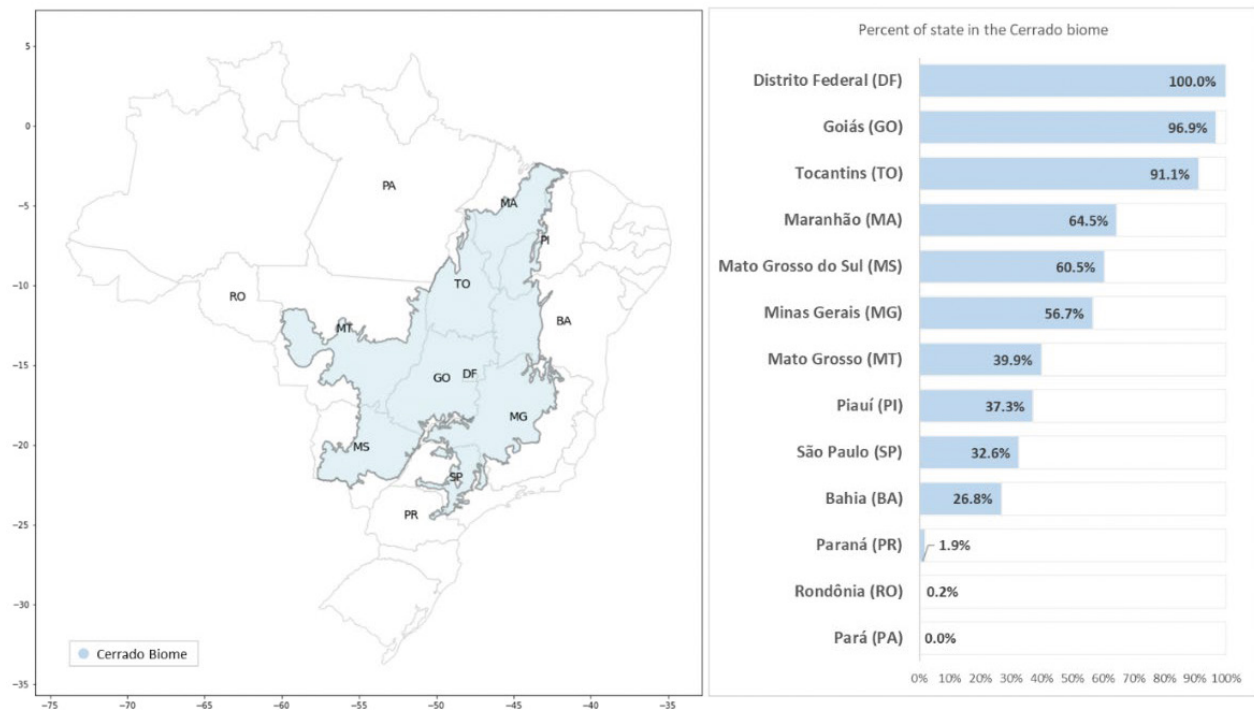 5
0
−5
−10
−15
−20
−25
−30
−35
−75
−70
−65
−60
−55
−50
−45
−40
−35
PA
MA
PI
TO
RO
BA
MT
GO
DF
MG
MS
SP
PR
Cerrado Biome
Percent of state in the Cerrado biome
Distrito Federal (DF) 100.0%
Goiás (GO) 96.9%
Tocantins (TO) 91.1%
Maranhão (MA) 64.5%
Mato Grosso do Sul (MS) 60.5%
Minas Gerais (MG) 56.7%
Mato Grosso (MT) 39.9%
Piauí (PI) 37.3%
São Paulo (SP) 32.6%
Bahia (BA) 26.8%
Paraná (PR) 1.9%
Rondônia (RO) 0.2%
Pará (PA) 0.0%
0% 10% 20% 30% 40% 50% 60% 70% 80% 90% 100%